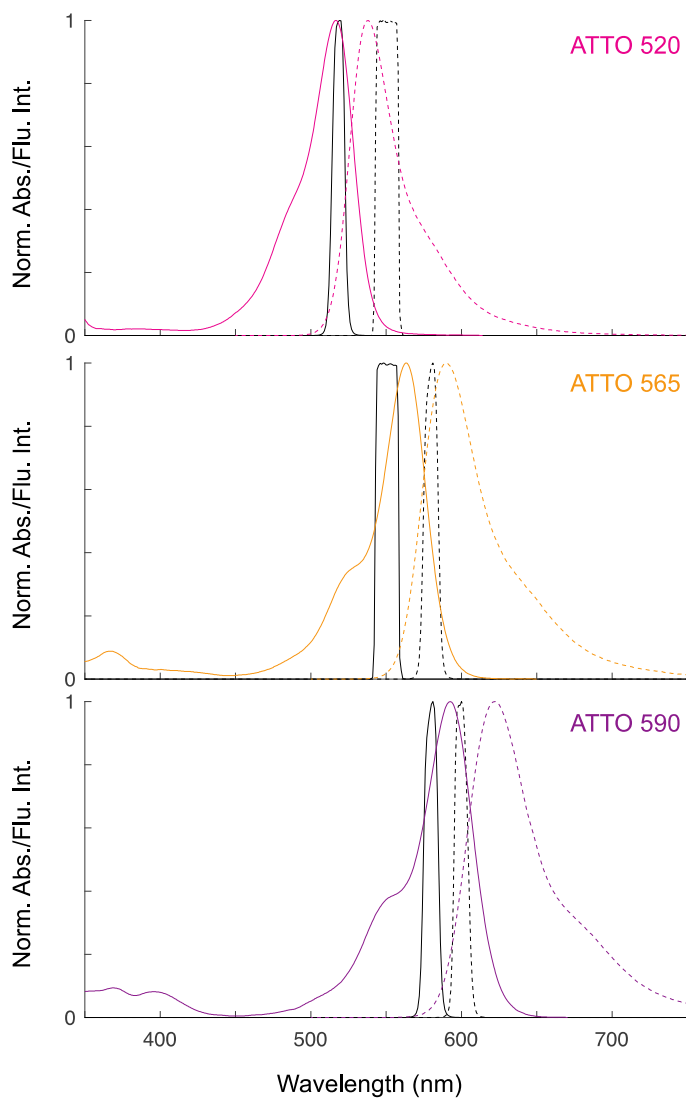 1
ATTO 520
Norm. Abs./Flu. Int.
0
1
ATTO 565
Norm. Abs./Flu. Int.
0
1
ATTO 590
Norm. Abs./Flu. Int.
0
400 500 600 700
Wavelength (nm)